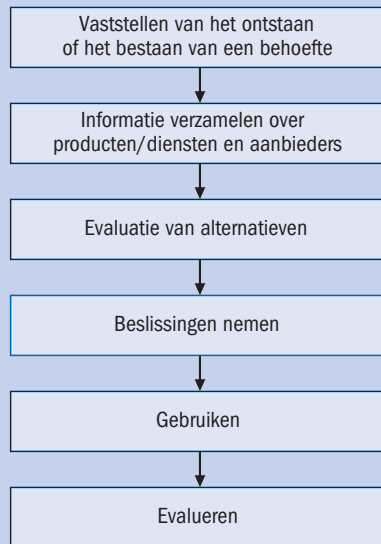 Vaststellen van het ontstaan
of het bestaan van een behoefte
Informatie verzamelen over
producten/diensten en aanbieders
Evaluatie van alternatieven
Beslissingen nemen
Gebruiken
Evalueren